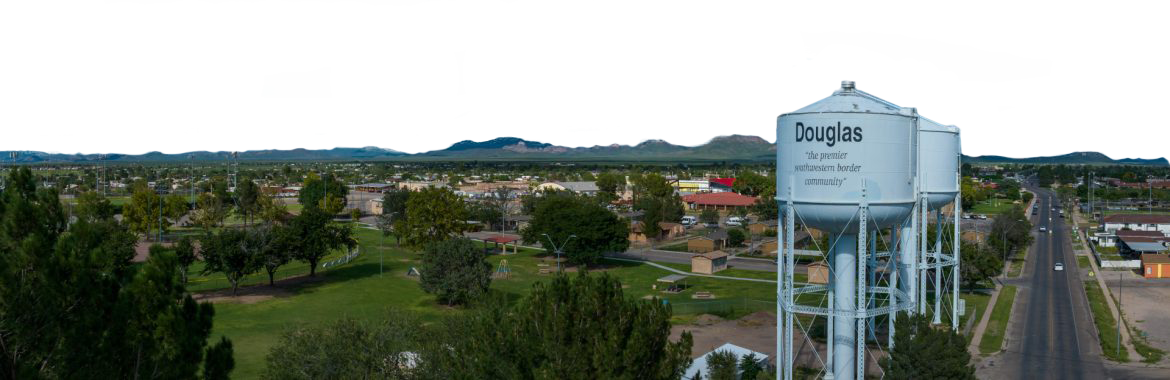 Douglas
"the premier
southwestern border
community"